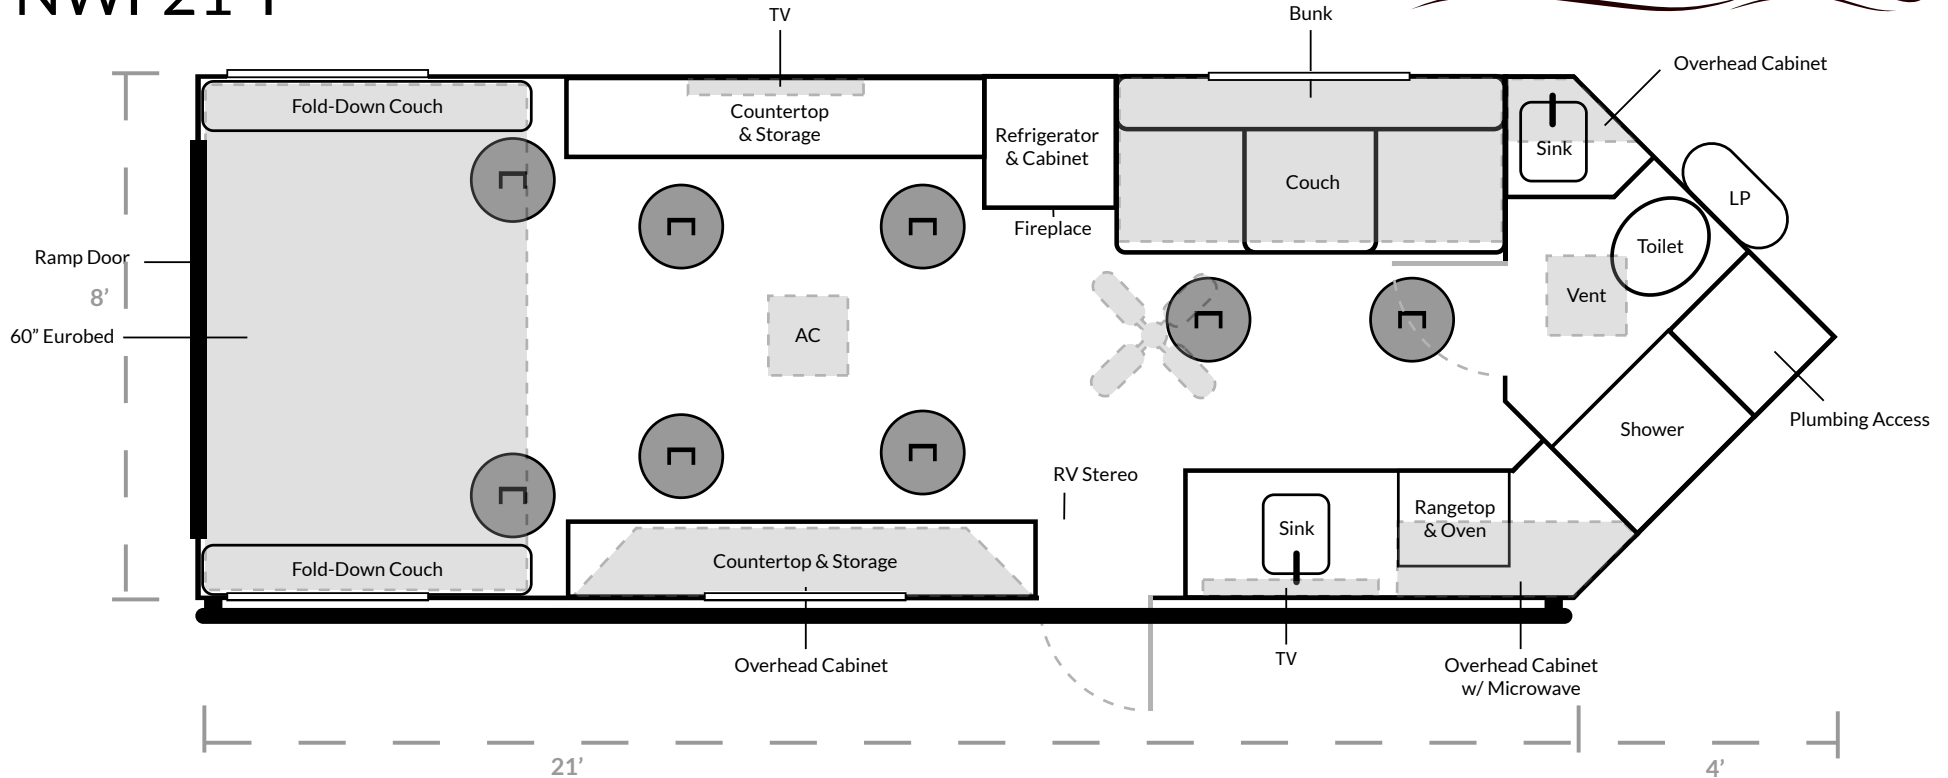 TV
Bunk
Overhead Cabinet
Fold-Down Couch
Countertop
& Storage
Refrigerator
& Cabinet
Fireplace
Couch
Sink
LP
Toilet
Vent
Ramp Door
8’
60” Eurobed
AC
Plumbing Access
Shower
RV Stereo
Rangetop
& Oven
Sink
Fold-Down Couch
Countertop & Storage
Overhead Cabinet
TV
Overhead Cabinet
w/ Microwave
21’
4’